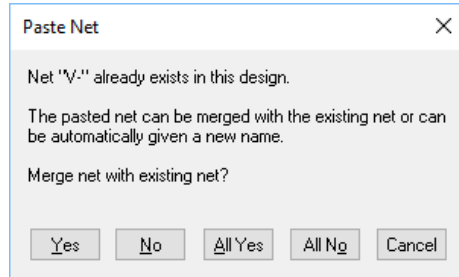 Paste Net
Net "V-" already exists in this design.
The pasted net can be merged with the existing net or can
be automatically given a new name.
Merge net with existing net?
Yes No All Yes All No Cancel